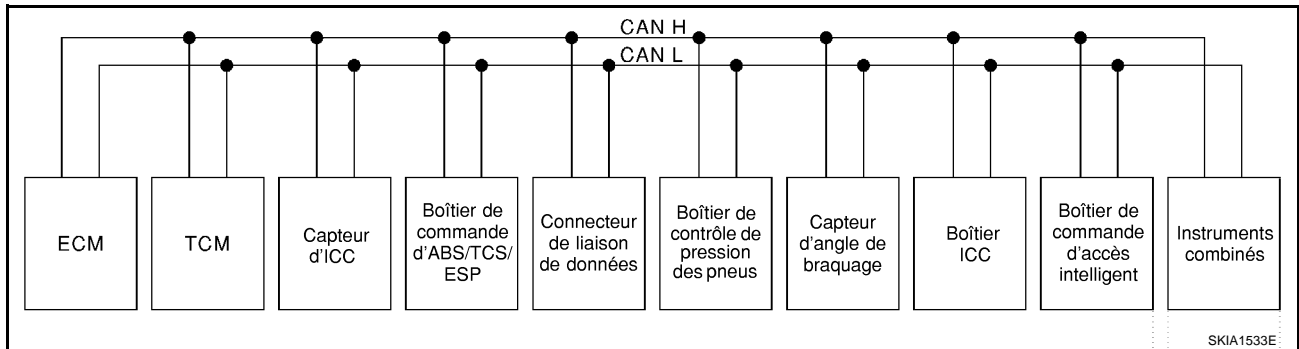 CAN H
CAN L
ECM
TCM
Capteur
d'ICC
Boîtier de
commande
d'ABS/TCS/
ESP
Connecteur
de liaison
de données
Boîtier de
contrôle de
pression
des pneus
Capteur
d'angle de
braquage
Boîtier
ICC
Boîtier de
commande
d'accès
intelligent
Instruments
combinés
SKIA1533E